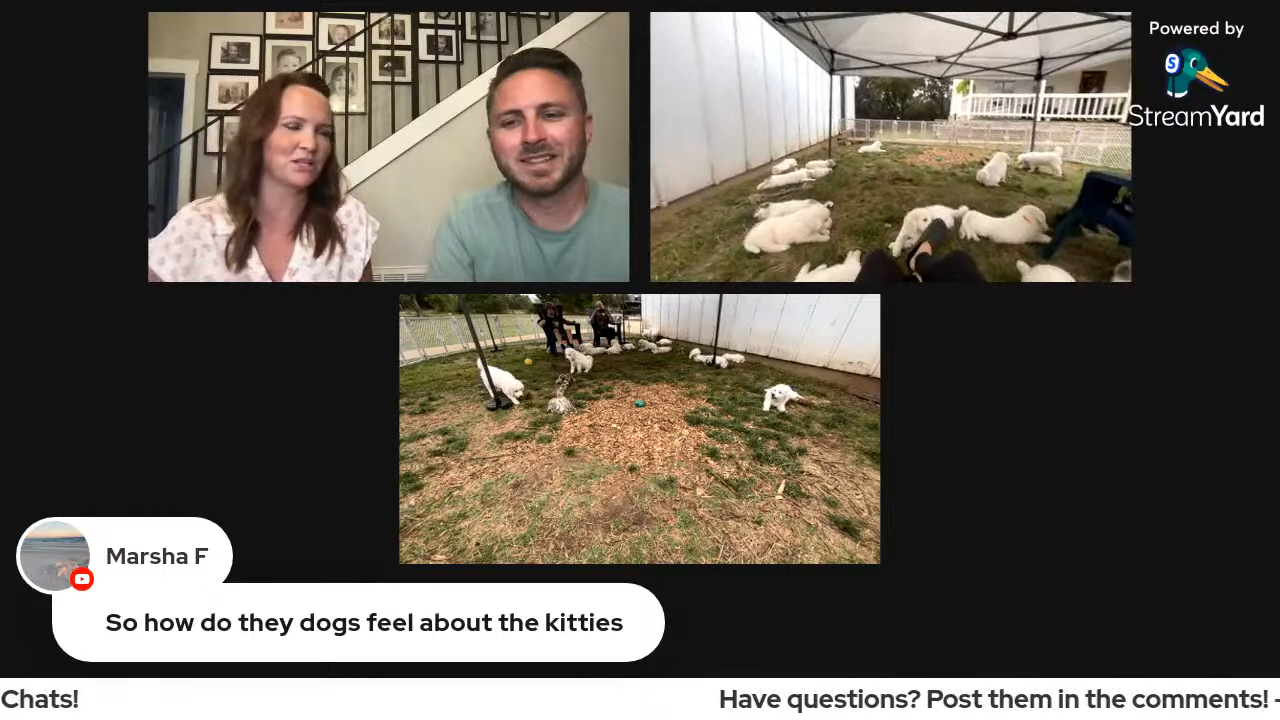 Powered by
S
StreamYard
Marsha F
So how do they dogs feel about the kitties
Chats!
Have questions? Post them in the comments! -